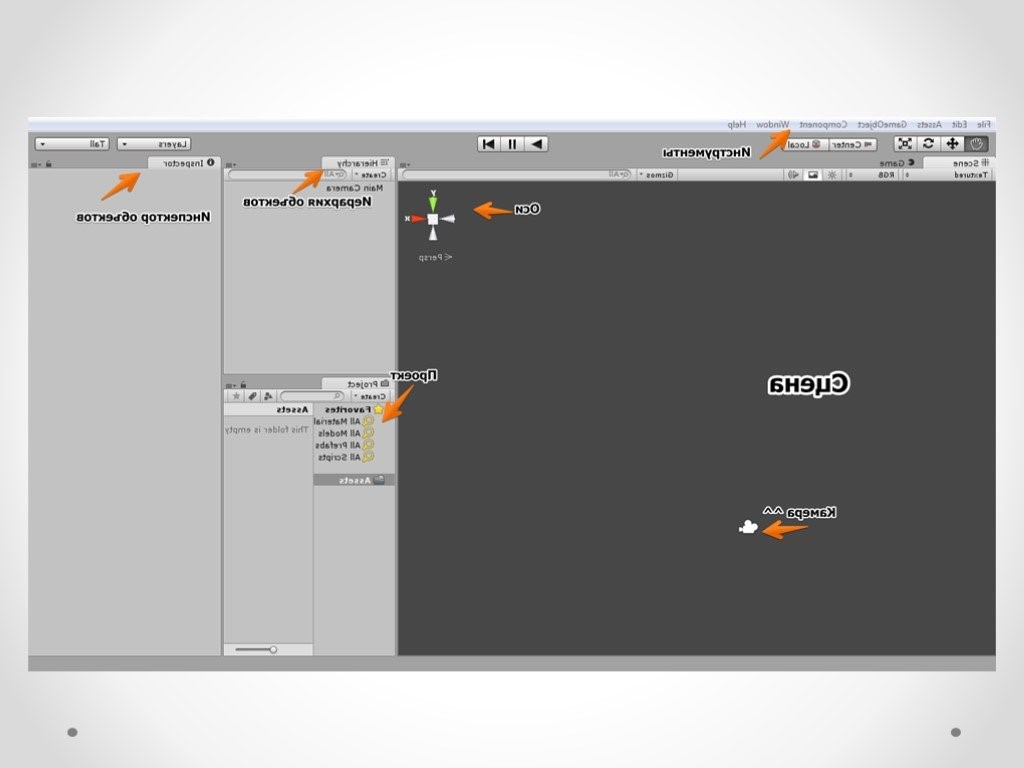 File Edit Assets GameObject Component Window Help
Инструменты
Center Local
Layers
Tall
Scene
Game
Textured
RGB
Gizmos
All
Оси
Y
X
Persp
Сцена
Камера ^^
Hierarchy
Create
All
Main Camera
Иерархия объектов
Project
Проект
Create
Favorites
All Material
All Models
All Prefabs
All Scripts
Assets
Assets
This folder is empty
Inspector
Инспектор объектов